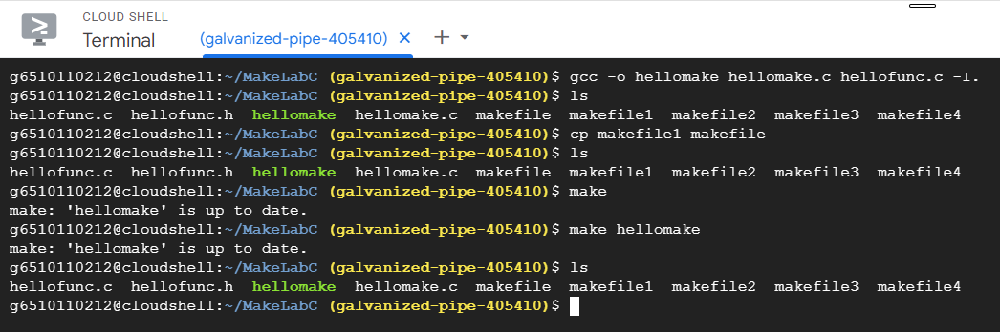 CLOUD SHELL
Terminal (galvanized-pipe-405410)
g6510110212@cloudshell:~/MakeLabC (galvanized-pipe-405410)$ gcc -o hellomake hellomake.c hellofunc.c -I.
g6510110212@cloudshell:~/MakeLabC (galvanized-pipe-405410)$ ls
hellofunc.c hellofunc.h hellomake hellomake.c makefile makefile1 makefile2 makefile3 makefile4
g6510110212@cloudshell:~/MakeLabC (galvanized-pipe-405410)$ cp makefile1 makefile
g6510110212@cloudshell:~/MakeLabC (galvanized-pipe-405410)$ ls
hellofunc.c hellofunc.h hellomake hellomake.c makefile makefile1 makefile2 makefile3 makefile4
g6510110212@cloudshell:~/MakeLabC (galvanized-pipe-405410)$ make
make: 'hellomake' is up to date.
g6510110212@cloudshell:~/MakeLabC (galvanized-pipe-405410)$ make hellomake
make: 'hellomake' is up to date.
g6510110212@cloudshell:~/MakeLabC (galvanized-pipe-405410)$ ls
hellofunc.c hellofunc.h hellomake hellomake.c makefile makefile1 makefile2 makefile3 makefile4
g6510110212@cloudshell:~/MakeLabC (galvanized-pipe-405410)$